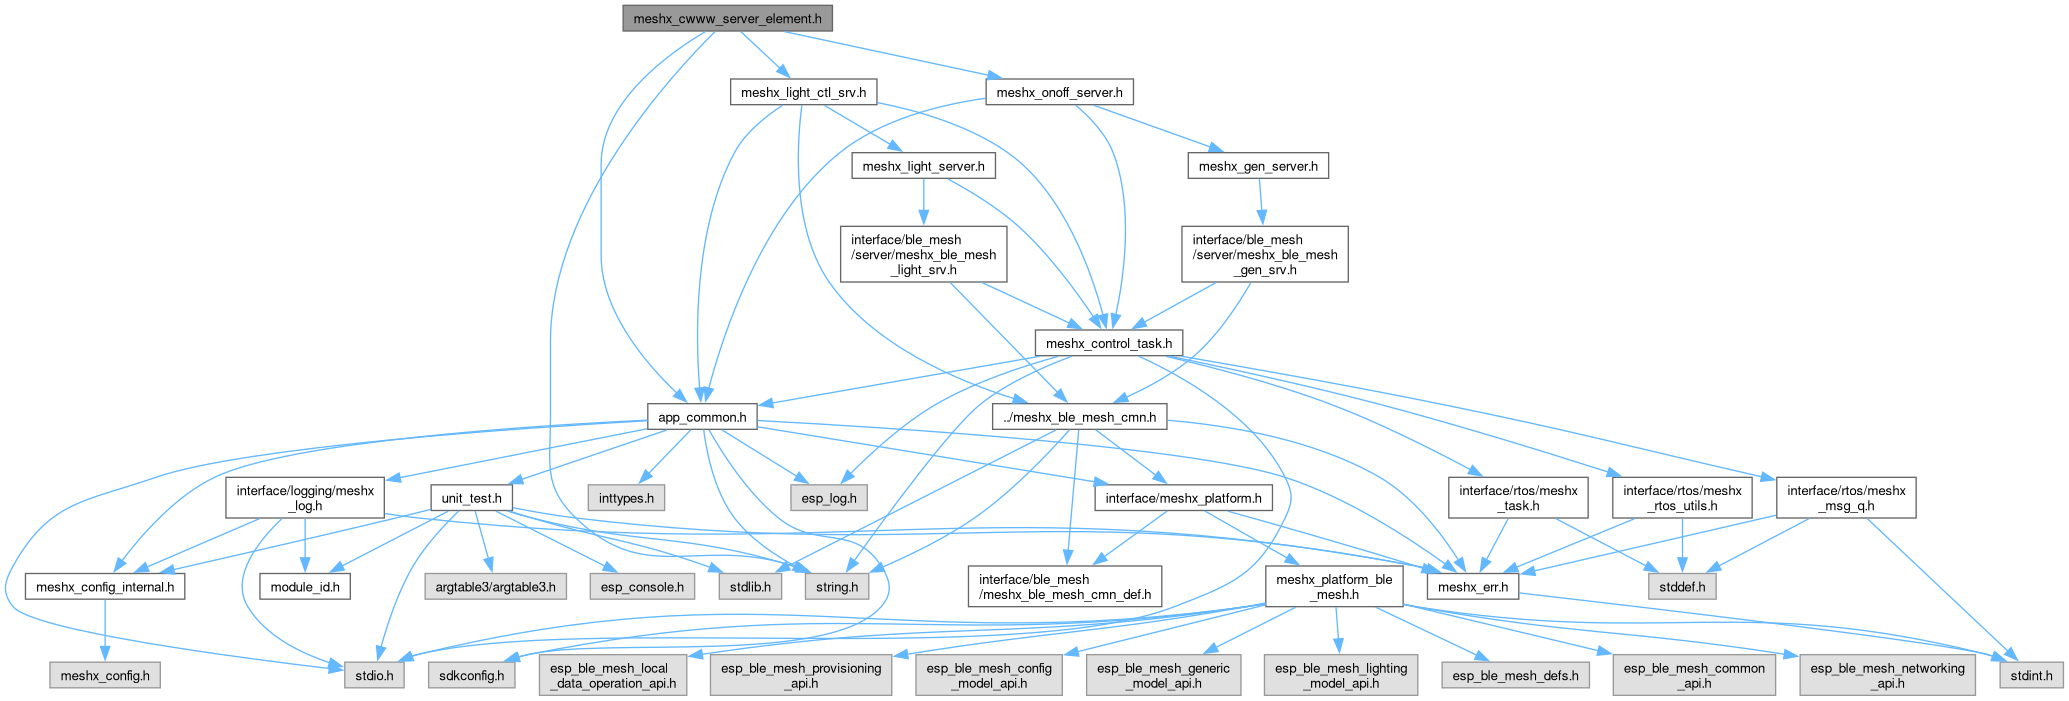 meshx_cwww_server_element.h
meshx_light_ctl_srv.h
meshx_onoff_server.h
meshx_light_server.h
meshx_gen_server.h
interface/ble_mesh
/server/meshx_ble_mesh
_light_srv.h
interface/ble_mesh
/server/meshx_ble_mesh
_gen_srv.h
meshx_control_task.h
app_common.h
../meshx_ble_mesh_cmn.h
interface/logging/meshx
_log.h
unit_test.h
inttypes.h
esp_log.h
interface/meshx_platform.h
interface/rtos/meshx
_task.h
interface/rtos/meshx
_rtos_utils.h
interface/rtos/meshx
_msg_q.h
meshx_config_internal.h
module_id.h
argtable3/argtable3.h
esp_console.h
stdlib.h
string.h
interface/ble_mesh
/meshx_ble_mesh_cmn_def.h
meshx_platform_ble
_mesh.h
meshx_err.h
stddef.h
meshx_config.h
stdio.h
sdkconfig.h
esp_ble_mesh_local
_data_operation_api.h
esp_ble_mesh_provisioning
_api.h
esp_ble_mesh_config
_model_api.h
esp_ble_mesh_generic
_model_api.h
esp_ble_mesh_lighting
_model_api.h
esp_ble_mesh_defs.h
esp_ble_mesh_common
_api.h
esp_ble_mesh_networking
_api.h
stdint.h